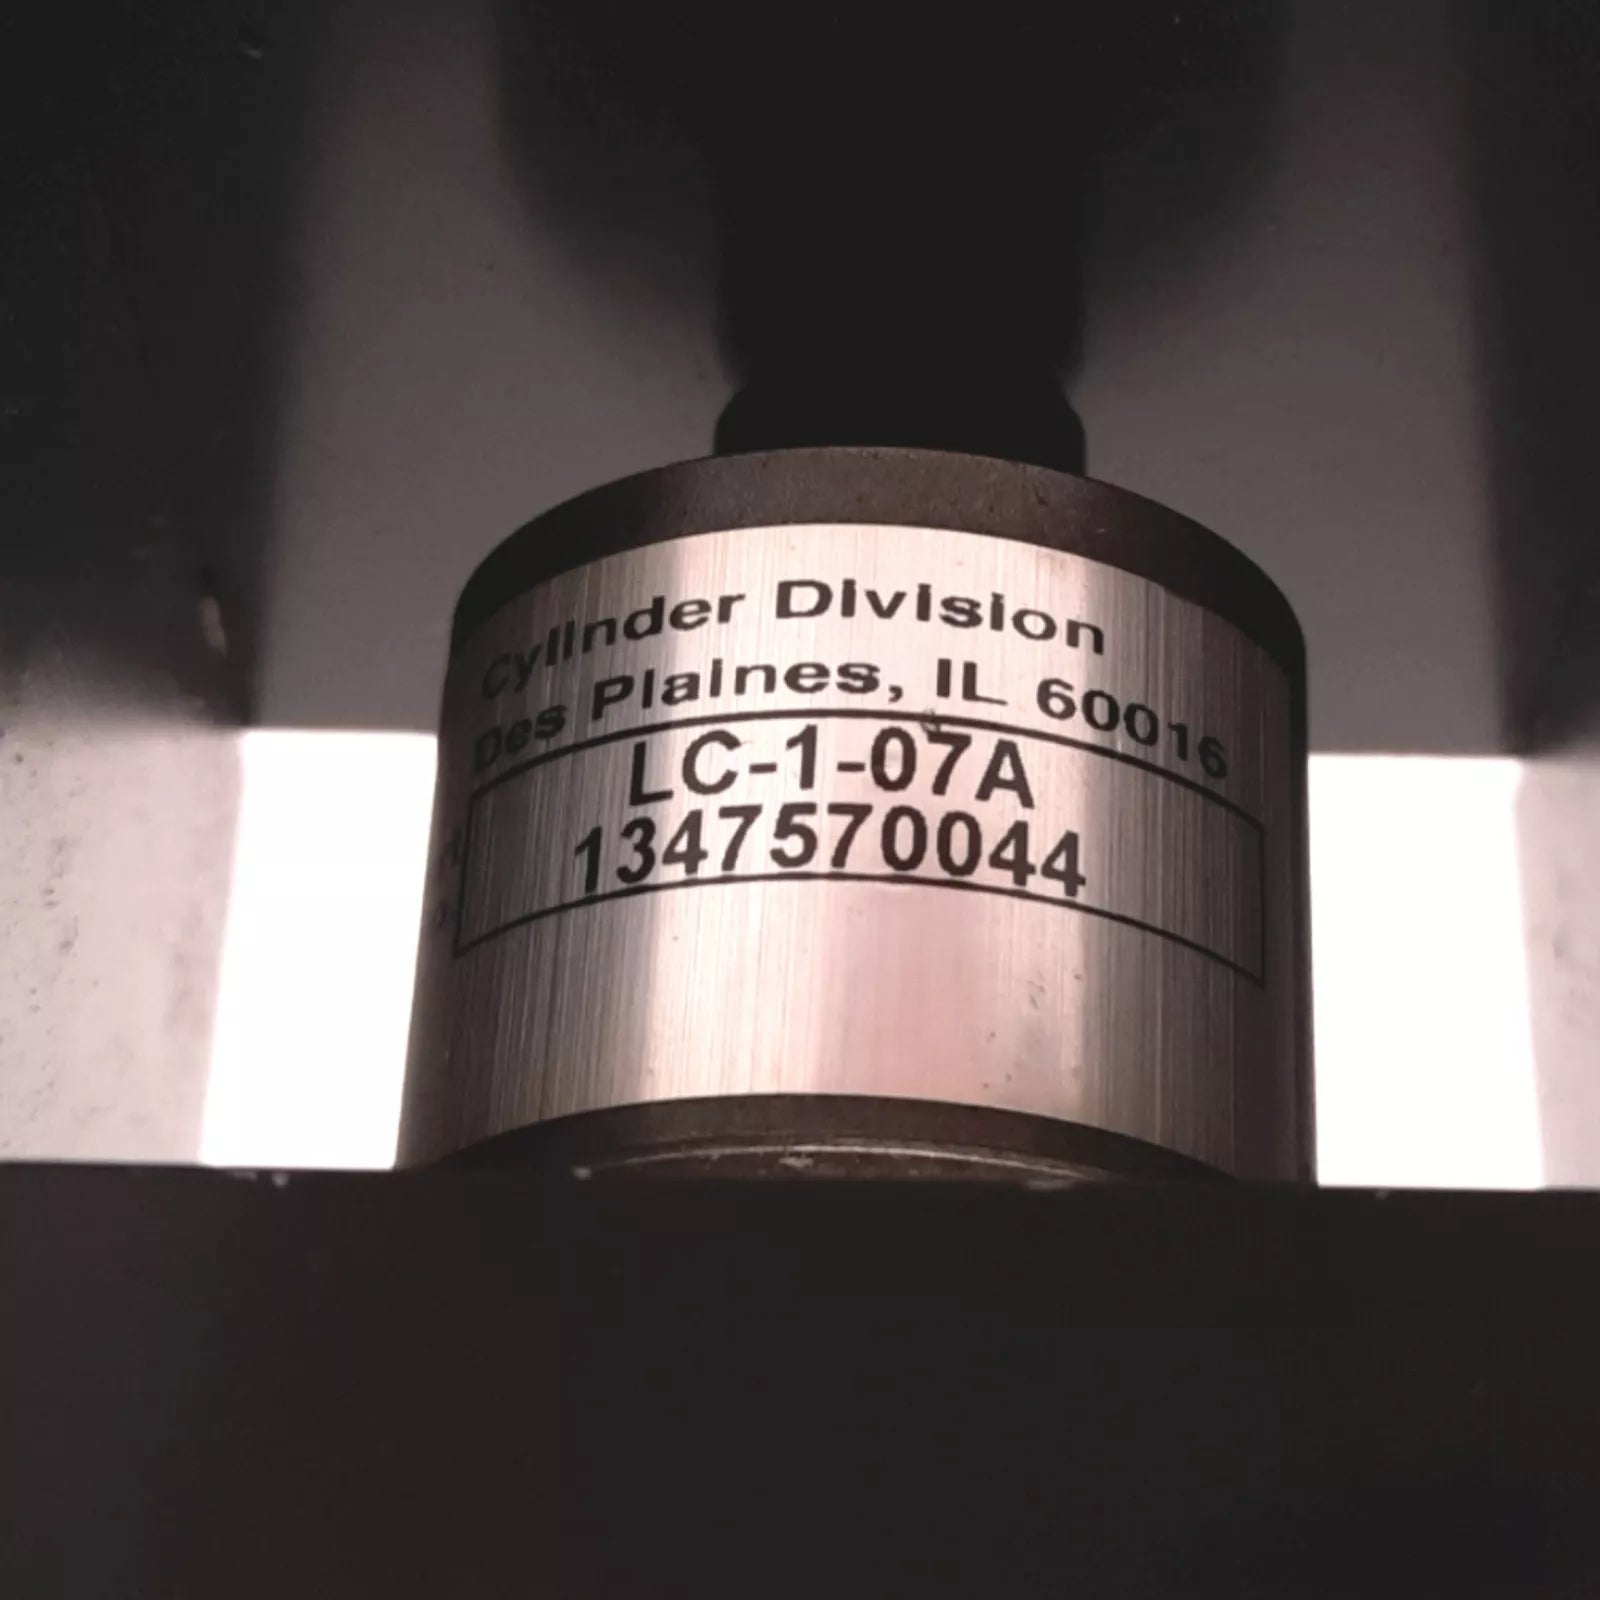 Cylinder Division
Des Plaines, IL 60016
LC-1-07A
1347570044